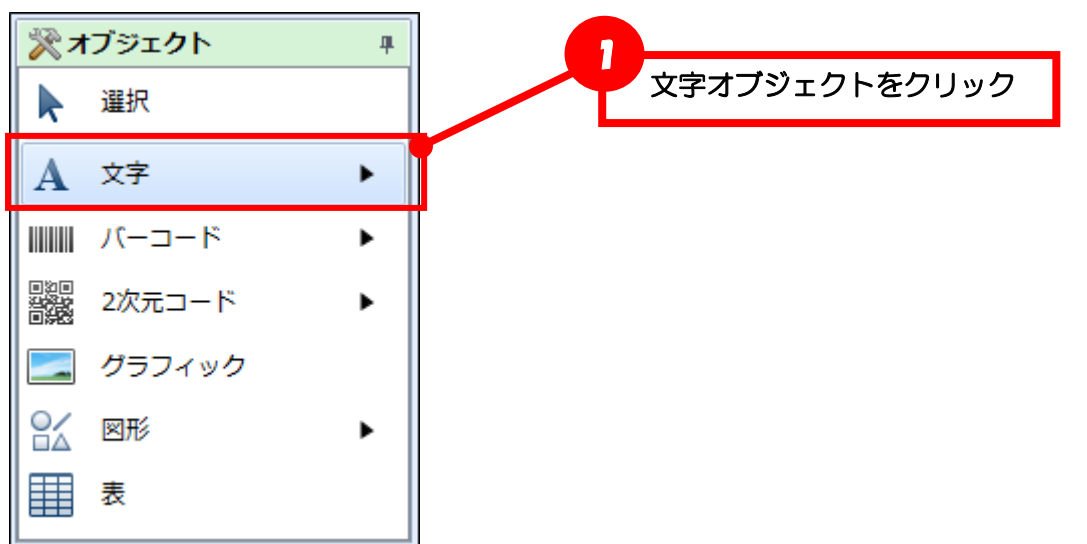 オブジェクト
1
文字オブジェクトをクリック
選択
A 文字
バーコード
2次元コード
グラフィック
図形
表